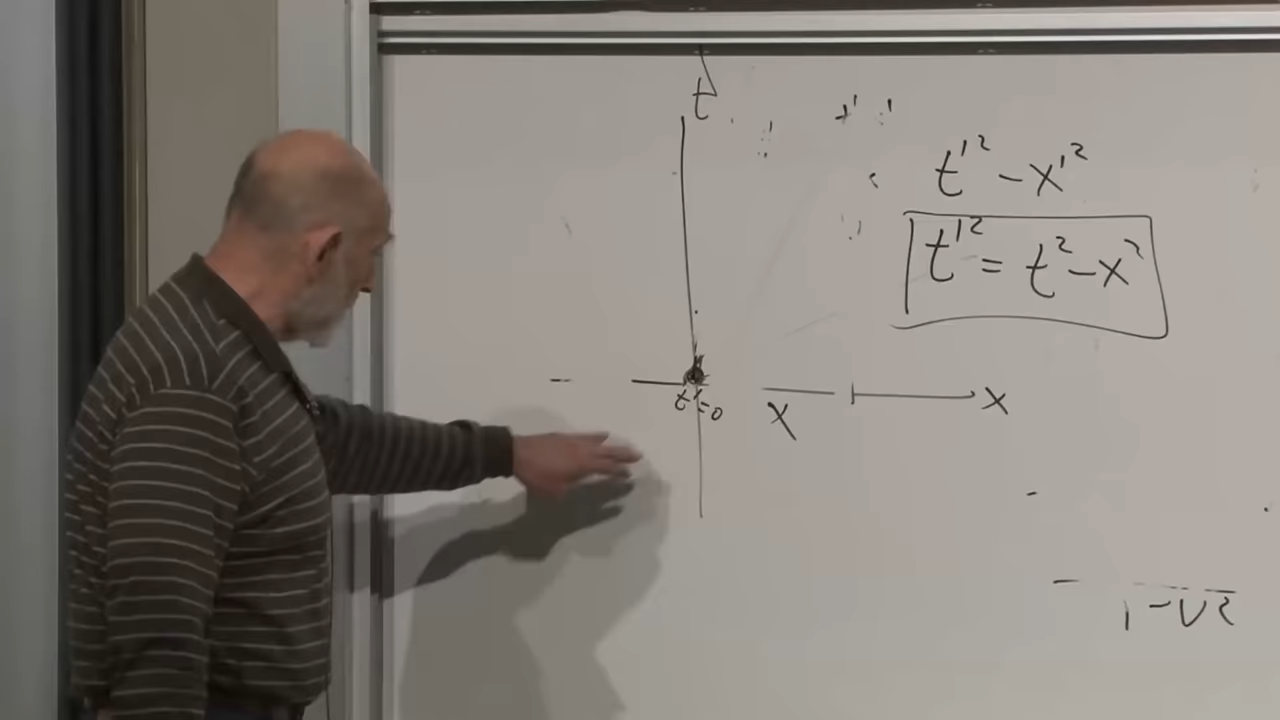 t
t'² - x'²
t'² = t² - x²
t'=0
x
x
1 - v²